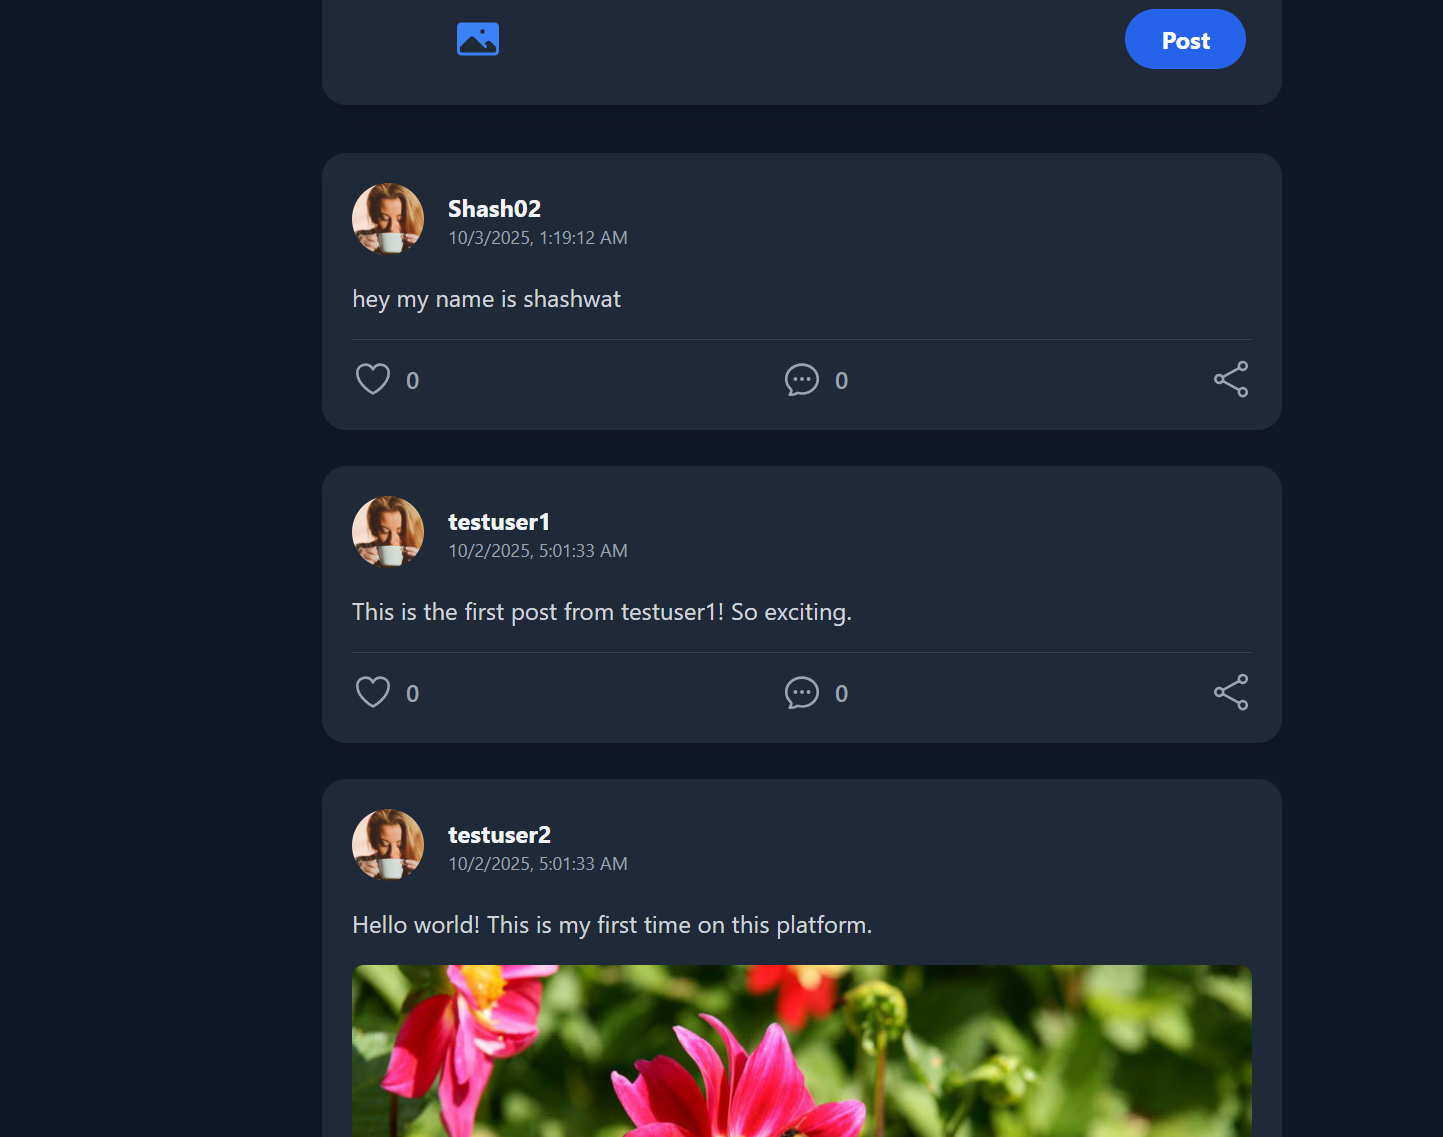 Post
Shash02
10/3/2025, 1:19:12 AM
hey my name is shashwat
0 0
testuser1
10/2/2025, 5:01:33 AM
This is the first post from testuser1! So exciting.
0 0
testuser2
10/2/2025, 5:01:33 AM
Hello world! This is my first time on this platform.